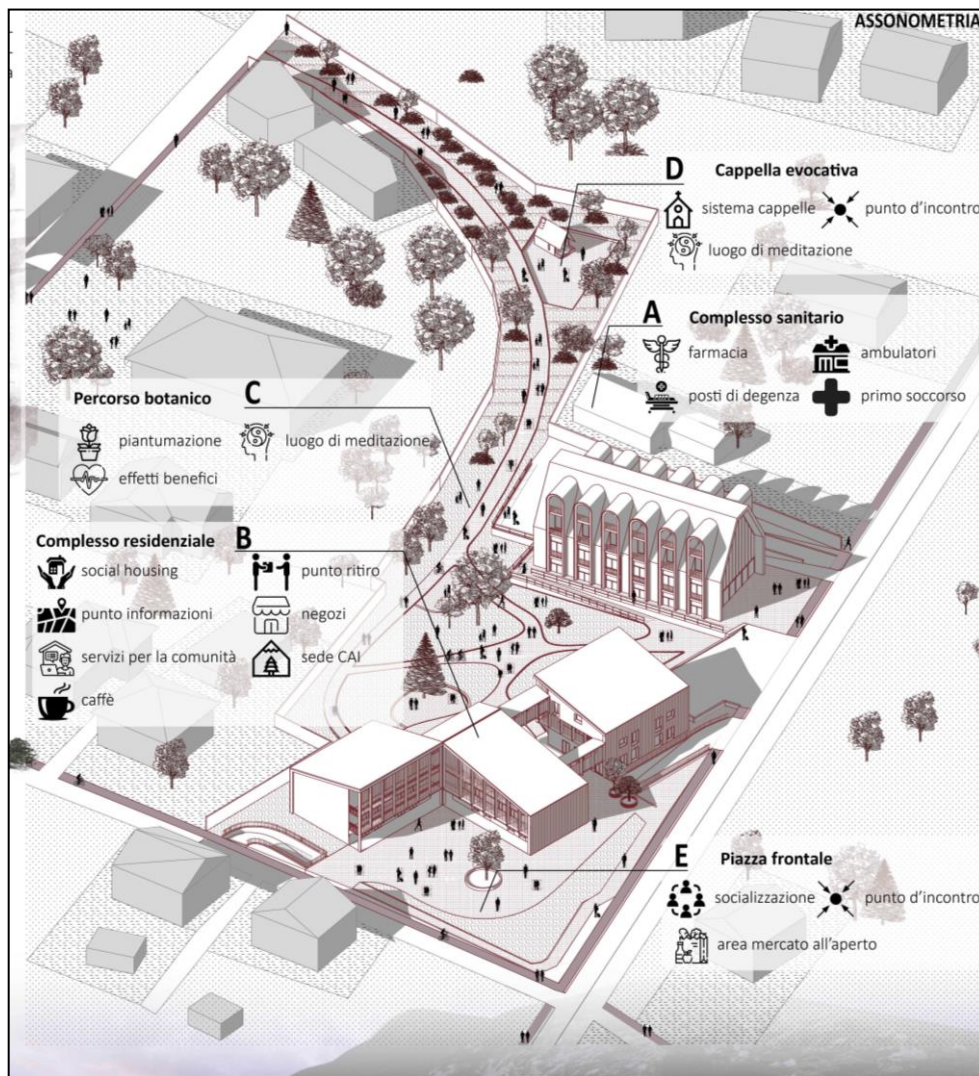 ASSONOMETRIA
a
D Cappella evocativa
sistema cappelle punto d'incontro
luogo di meditazione
A Complesso sanitario
farmacia ambulatori
posti di degenza primo soccorso
Percorso botanico C
piantumazione luogo di meditazione
effetti benefici
Complesso residenziale B
social housing punto ritiro
punto informazioni negozi
servizi per la comunità sede CAI
caffè
E Piazza frontale
socializzazione punto d'incontro
area mercato all'aperto